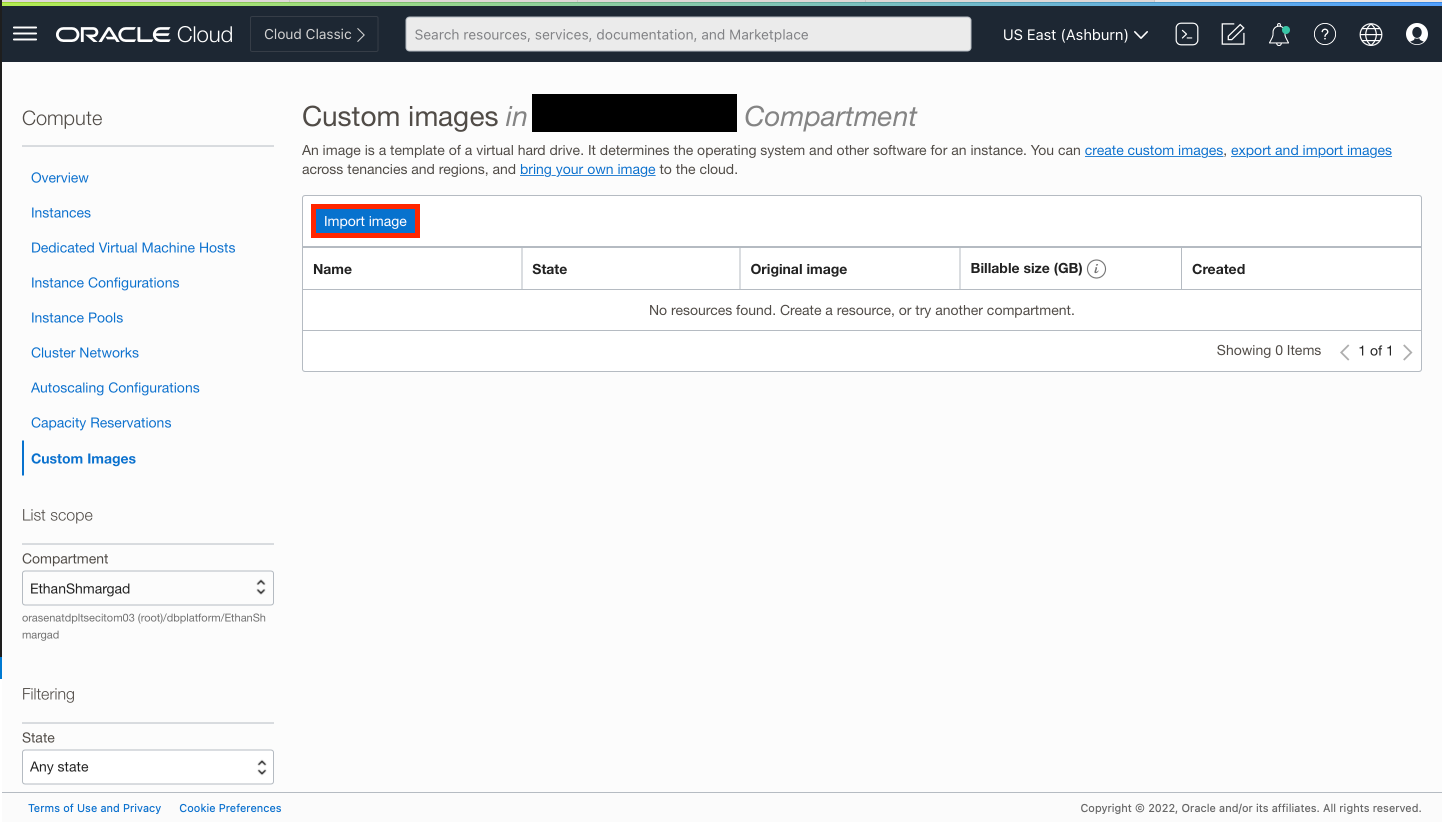 ORACLE Cloud
Cloud Classic
Search resources, services, documentation, and Marketplace
US East (Ashburn)
Compute
Overview
Instances
Dedicated Virtual Machine Hosts
Instance Configurations
Instance Pools
Cluster Networks
Autoscaling Configurations
Capacity Reservations
Custom Images
List scope
Compartment
EthanShmargad
orasenatdpltsecitom03 (root)/dbplatform/EthanSh
margad
Filtering
State
Any state
Custom images in Compartment
An image is a template of a virtual hard drive. It determines the operating system and other software for an instance. You can create custom images, export and import images
across tenancies and regions, and bring your own image to the cloud.
Import image
Name State Original image Billable size (GB) i Created
No resources found. Create a resource, or try another compartment.
Showing 0 Items 1 of 1
Terms of Use and Privacy Cookie Preferences
Copyright © 2022, Oracle and/or its affiliates. All rights reserved.